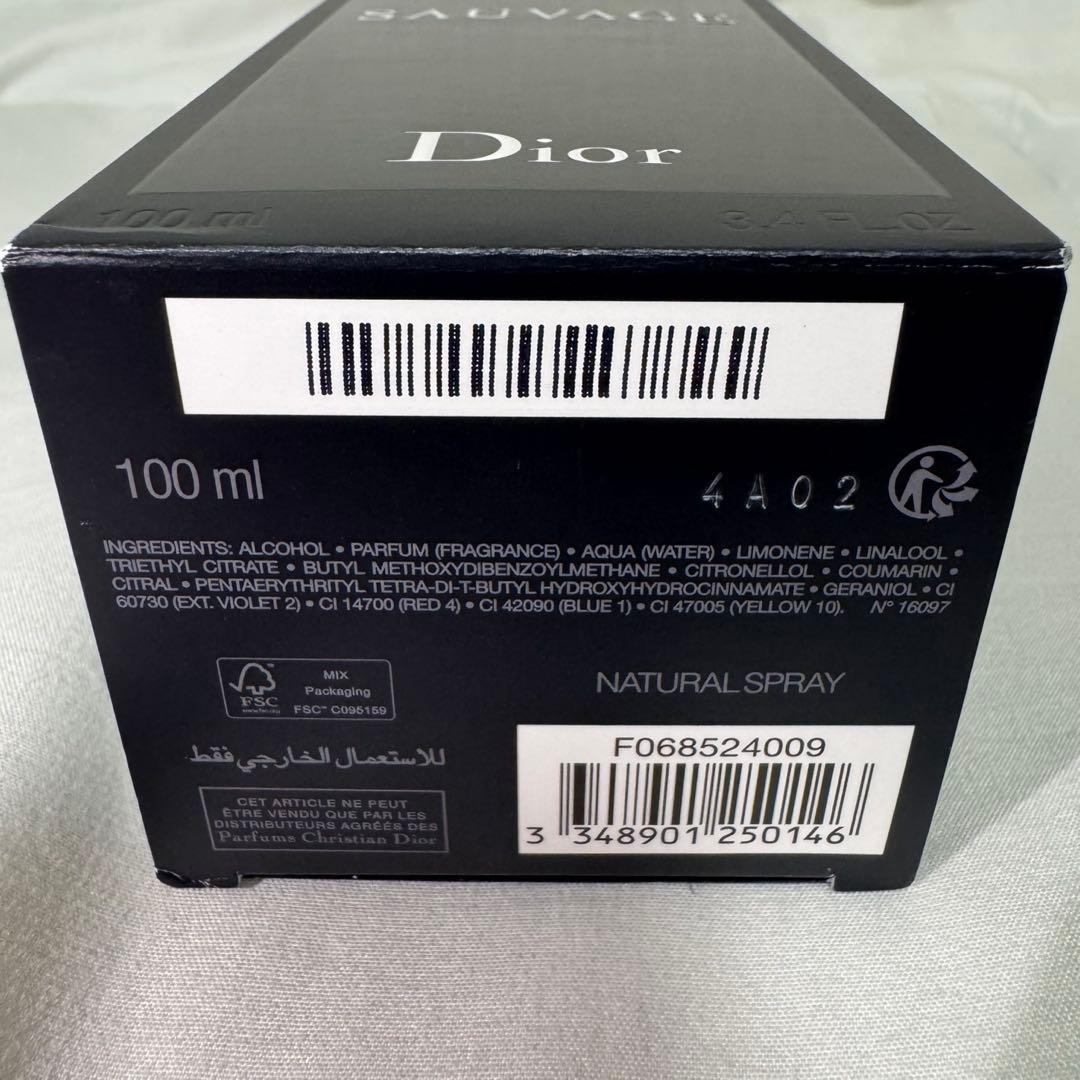 SAUVAGE
Dior
100 ml
3.4 FL.OZ
100 ml
4A02
INGREDIENTS: ALCOHOL • PARFUM (FRAGRANCE) • AQUA (WATER) • LIMONENE • LINALOOL •
TRIETHYL CITRATE • BUTYL METHOXYDIBENZOYLMETHANE • CITRONELLOL • COUMARIN •
CITRAL • PENTAERYTHRITYL TETRA-DI-T-BUTYL HYDROXYHYDROCINNAMATE • GERANIOL • CI
60730 (EXT. VIOLET 2) • CI 14700 (RED 4) • CI 42090 (BLUE 1) • CI 47005 (YELLOW 10). N° 16097
FSC
www.fsc.org
MIX
Packaging
FSC™ C095159
NATURAL SPRAY
للاستعمال الخارجي فقط
CET ARTICLE NE PEUT
ÊTRE VENDU QUE PAR LES
DISTRIBUTEURS AGRÉÉS DES
Parfums Christian Dior
F068524009
3 348901 250146